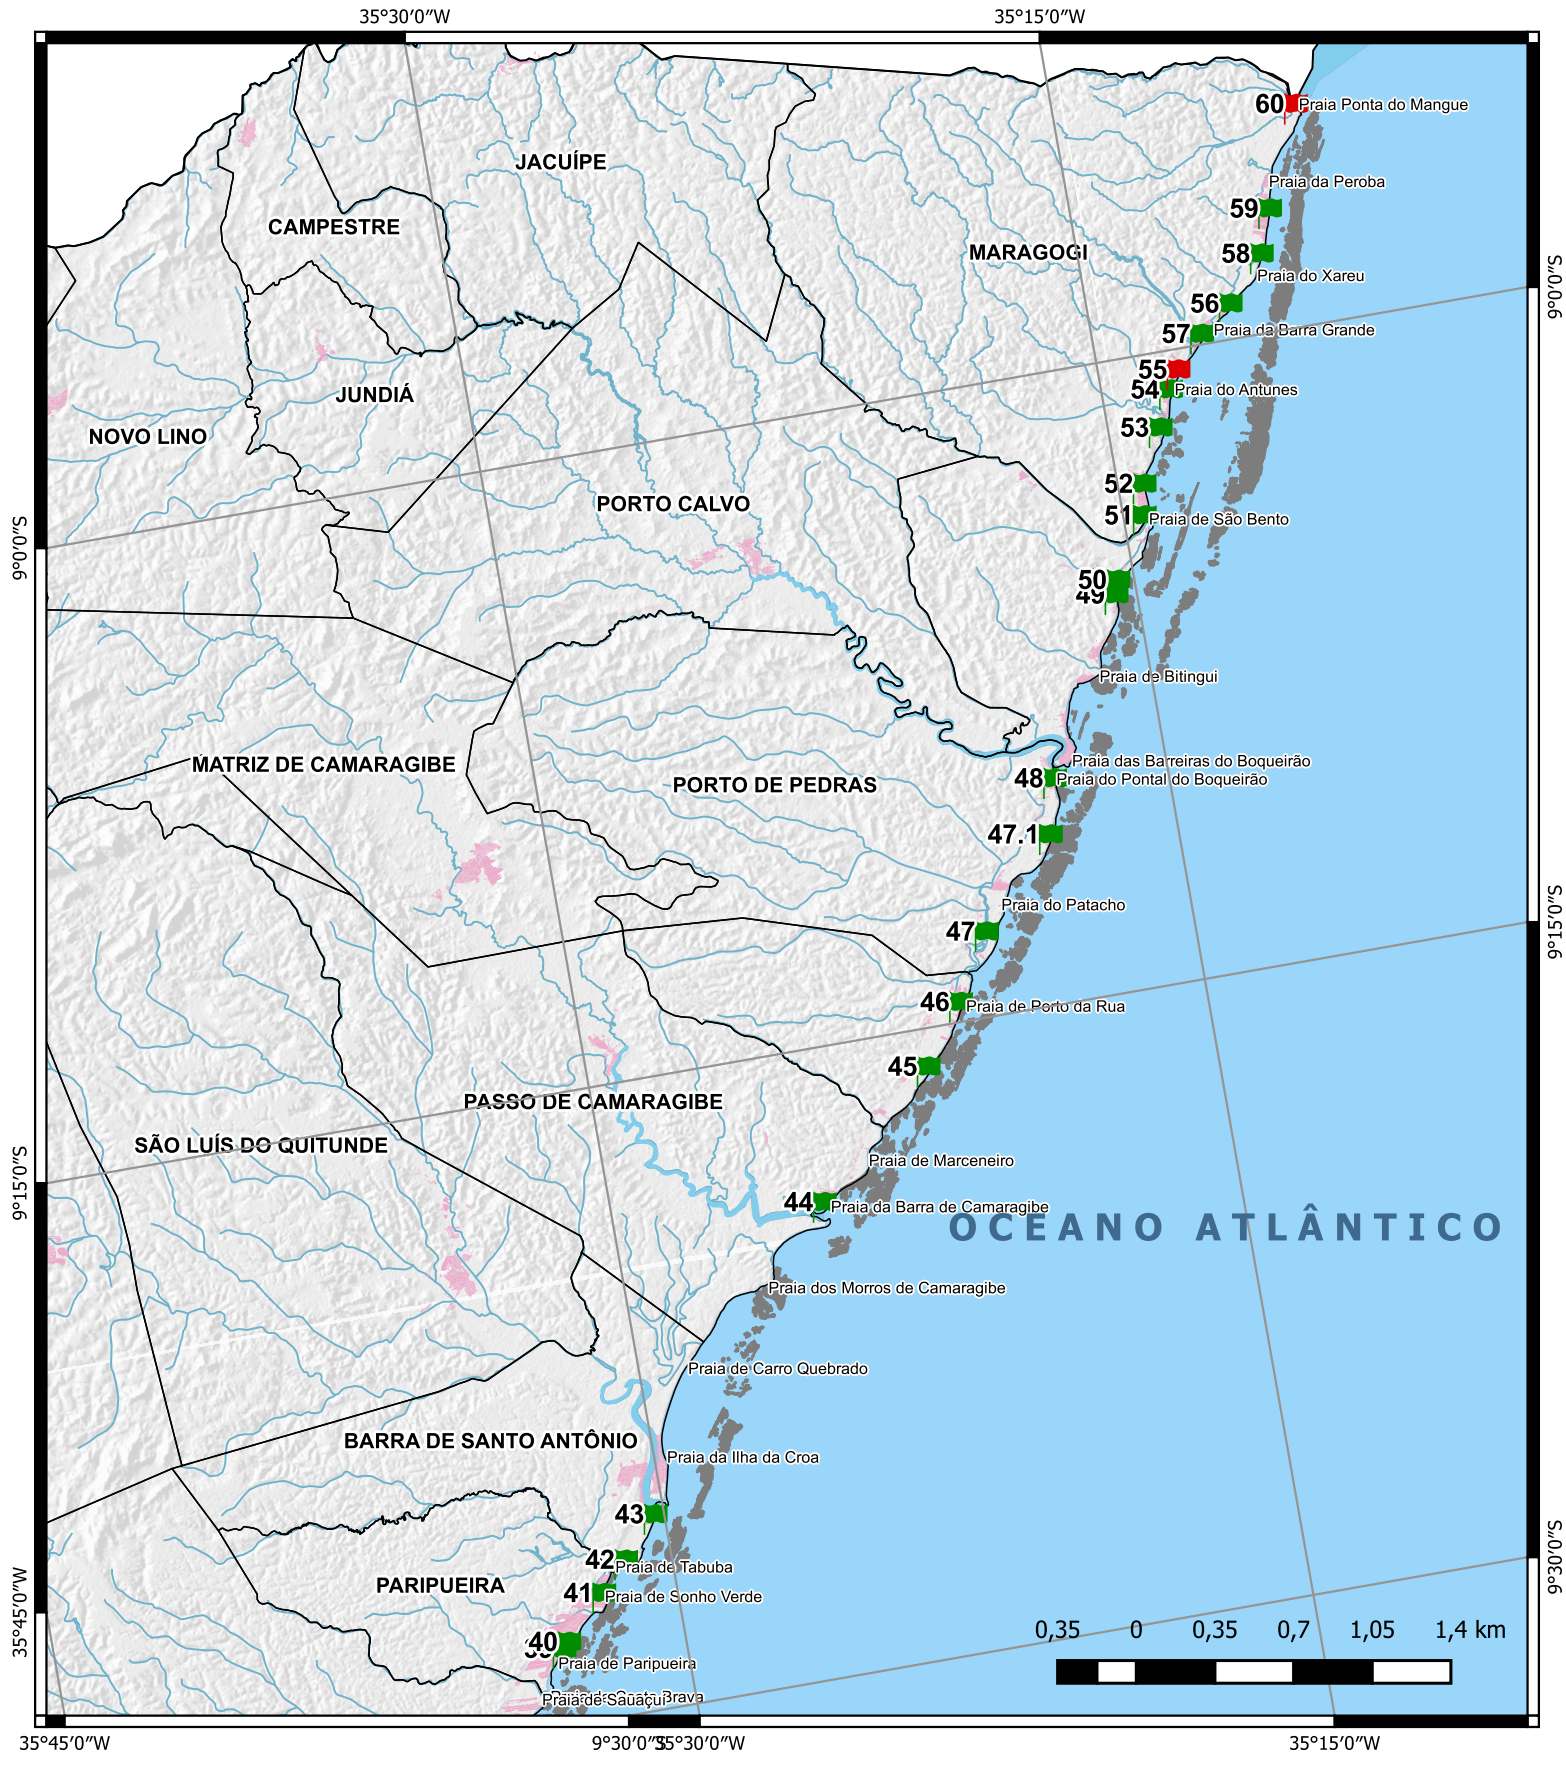 35°30′0″W
35°15′0″W
60
Praia Ponta do Mangue
JACUÍPE
Praia da Peroba
59
CAMPESTRE
MARAGOGI
58
Praia do Xareu
9°0′0″S
56
57
Praia da Barra Grande
55
54
Praia do Antunes
JUNDIÁ
53
NOVO LINO
52
PORTO CALVO
51
Praia de São Bento
9°0′0″S
50
49
Praia de Bitingui
MATRIZ DE CAMARAGIBE
Praia das Barreiras do Boqueirão
48
Praia do Pontal do Boqueirão
PORTO DE PEDRAS
47.1
Praia do Patacho
9°15′0″S
47
46
Praia de Porto da Rua
45
PASSO DE CAMARAGIBE
SÃO LUÍS DO QUITUNDE
Praia de Marceneiro
9°15′0″S
44
Praia da Barra de Camaragibe
OCEANO ATLÂNTICO
Praia dos Morros de Camaragibe
Praia de Carro Quebrado
BARRA DE SANTO ANTÔNIO
Praia da Ilha da Croa
43
9°30′0″S
42
Praia de Tabuba
PARIPUEIRA
41
Praia de Sonho Verde
35°45′0″W
0,35 0 0,35 0,7 1,05 1,4 km
40
Praia de Paripueira
Praia de Sauaçuí
Brava
35°45′0″W
9°30′0″S
35°30′0″W
35°15′0″W